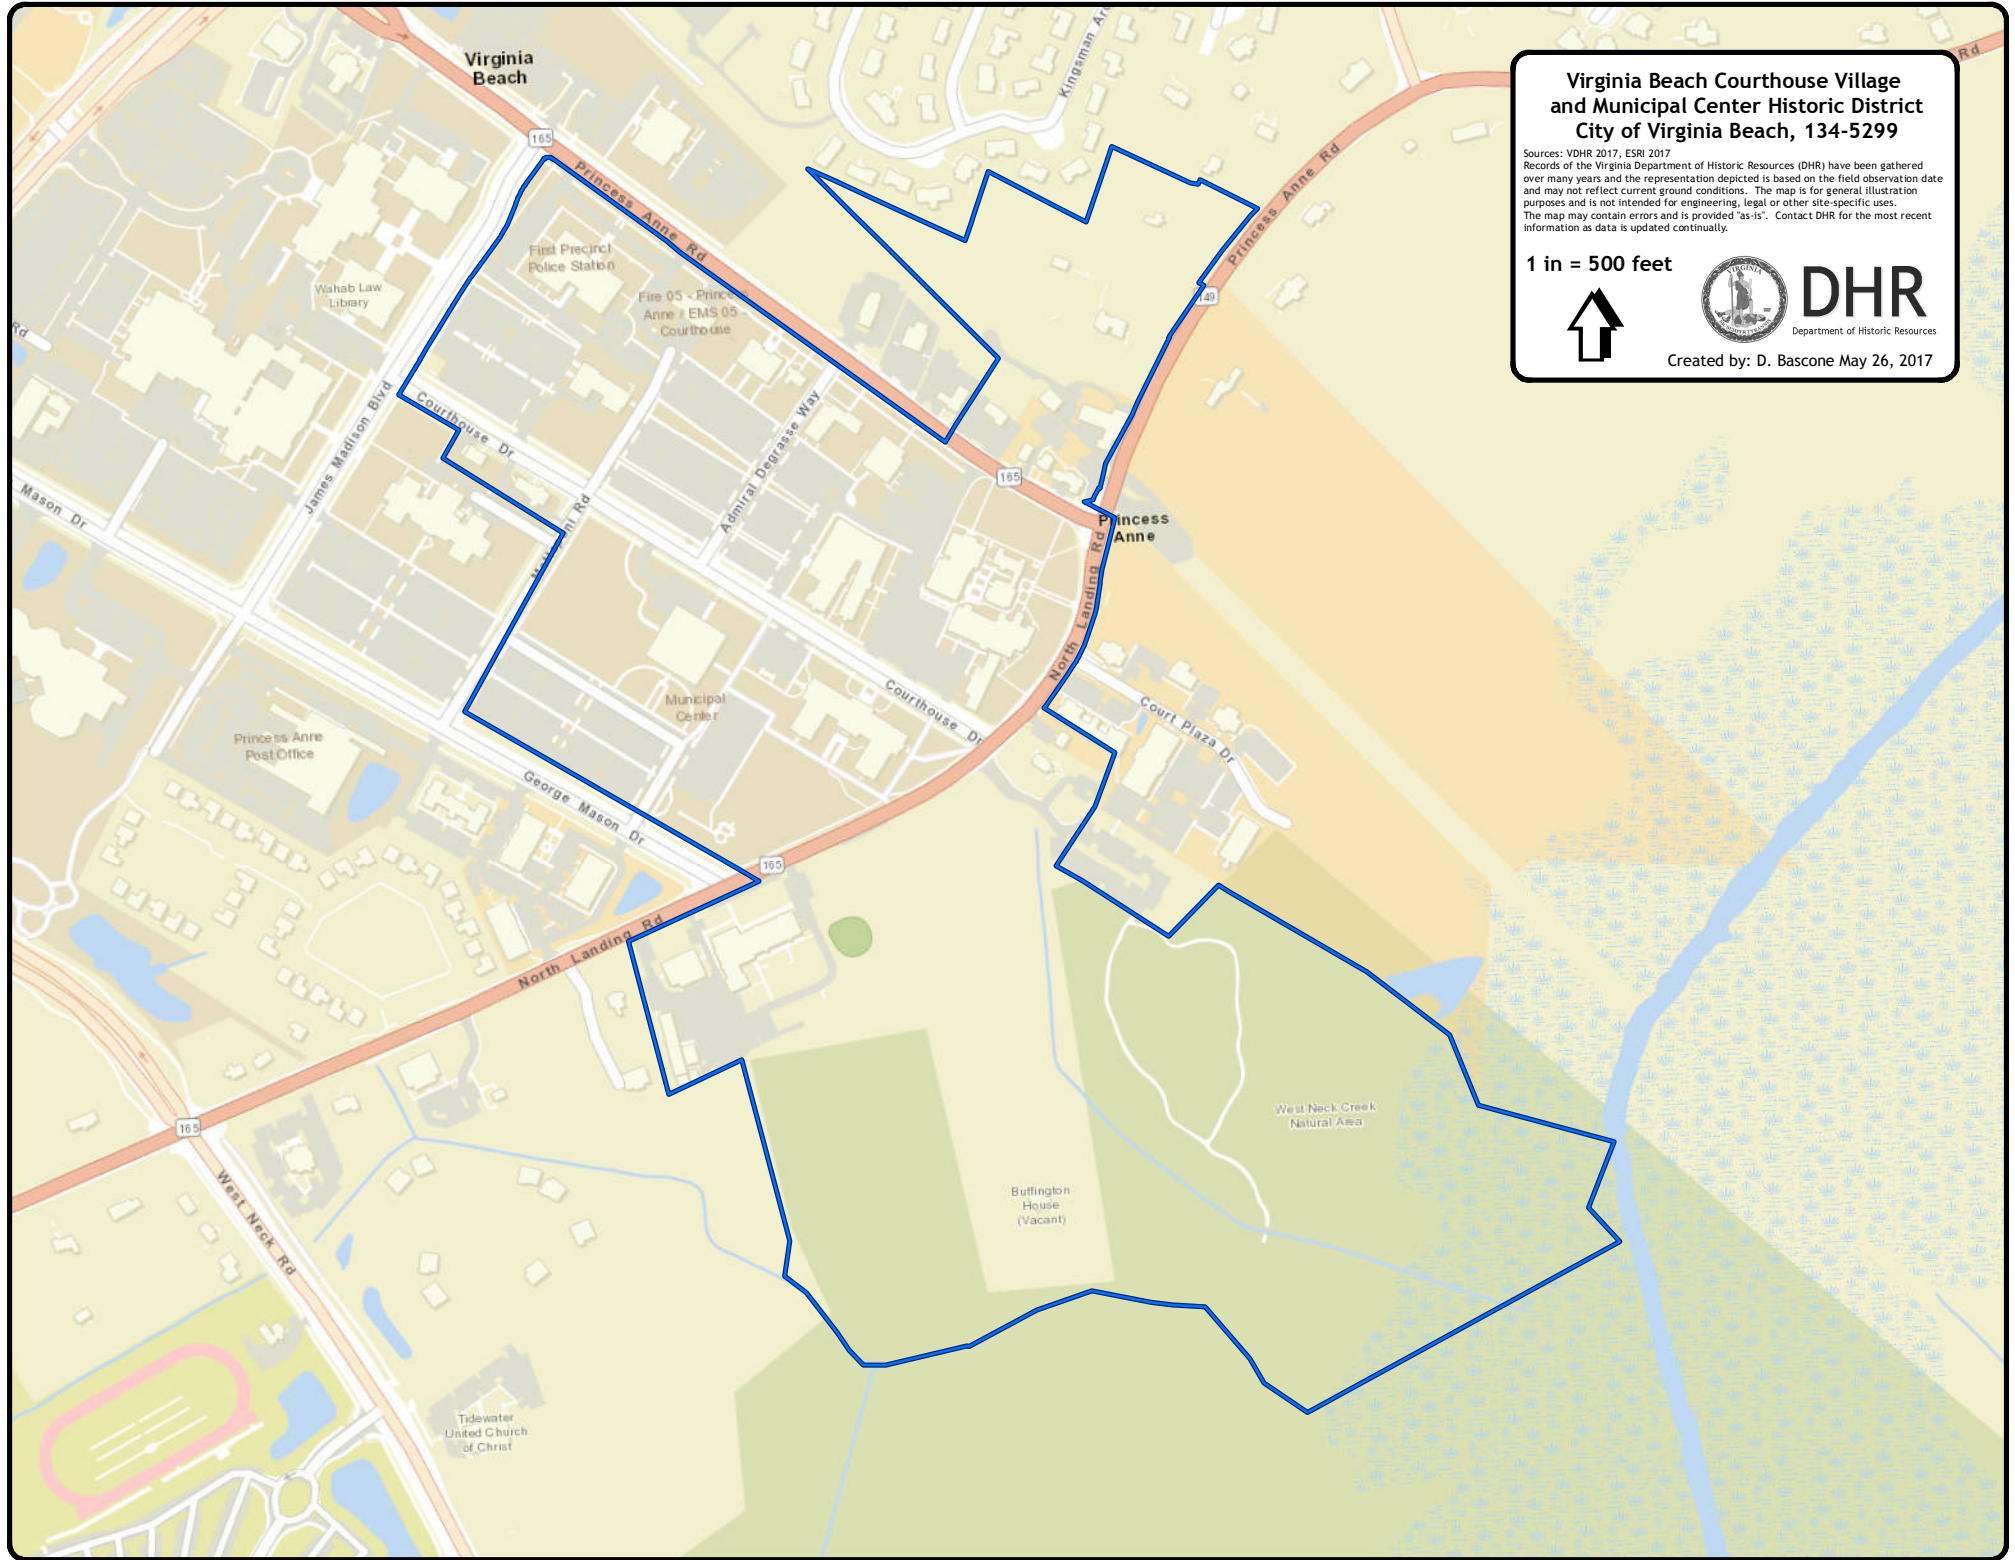 Virginia Beach Courthouse Village
and Municipal Center Historic District
City of Virginia Beach, 134-5299
Sources: VDHR 2017, ESRI 2017
Records of the Virginia Department of Historic Resources (DHR) have been gathered
over many years and the representation depicted is based on the field observation date
and may not reflect current ground conditions. The map is for general illustration
purposes and is not intended for engineering, legal or other site-specific uses.
The map may contain errors and is provided "as-is". Contact DHR for the most recent
information as data is updated continually.
1 in = 500 feet
VIRGINIA
DHR
Department of Historic Resources
Created by: D. Bascone May 26, 2017
Rd
Virginia
Beach
Kingsman
165
Princess Anne Rd
Princess Anne Rd
First Precinct
Police Station
Wahab Law
Library
Fire 05 - Princess
Anne / EMS 05 -
Courthouse
149
Rd
James Madison Blvd
Courthouse Dr
Admiral Degrasse Way
165
Mason Dr
Rd
Princess
Anne
North Landing Rd
Municipal
Center
Courthouse Dr
Court Plaza Dr
Princess Anne
Post Office
George Mason Dr
165
North Landing Rd
West Neck Creek
Natural Area
165
West Neck Rd
Buffington
House
(Vacant)
Tidewater
United Church
of Christ